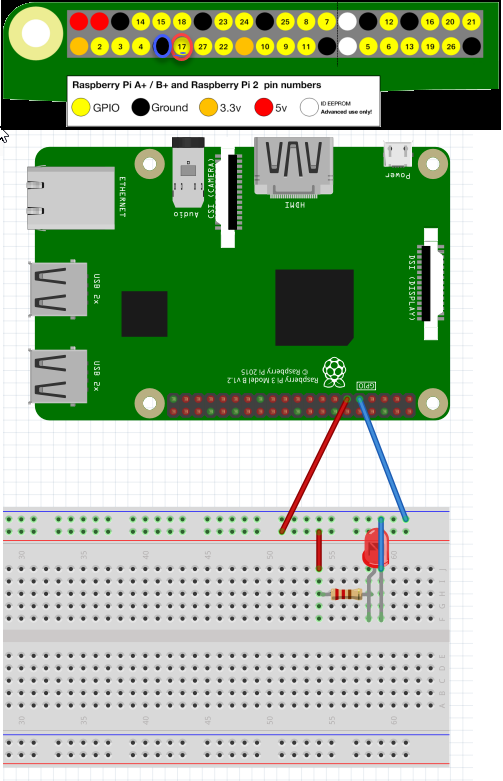 14 15 18 23 24 25 8 7 12 16 20 21
2 3 4 17 27 22 10 9 11 5 6 13 19 26
Raspberry Pi A+ / B+ and Raspberry Pi 2 pin numbers
GPIO Ground 3.3v 5v ID EEPROM
Advanced use only!
ETHERNET
Audio
CSI (CAMERA)
HDMI
Power
USB 2x
DSI (DISPLAY)
USB 2x
Raspberry Pi 3 Model B v1.2
© Raspberry Pi 2015
GPIO
30 35 40 45 50 55 60
J
I
H
G
F
E
D
C
B
A
30 35 40 45 50 55 60